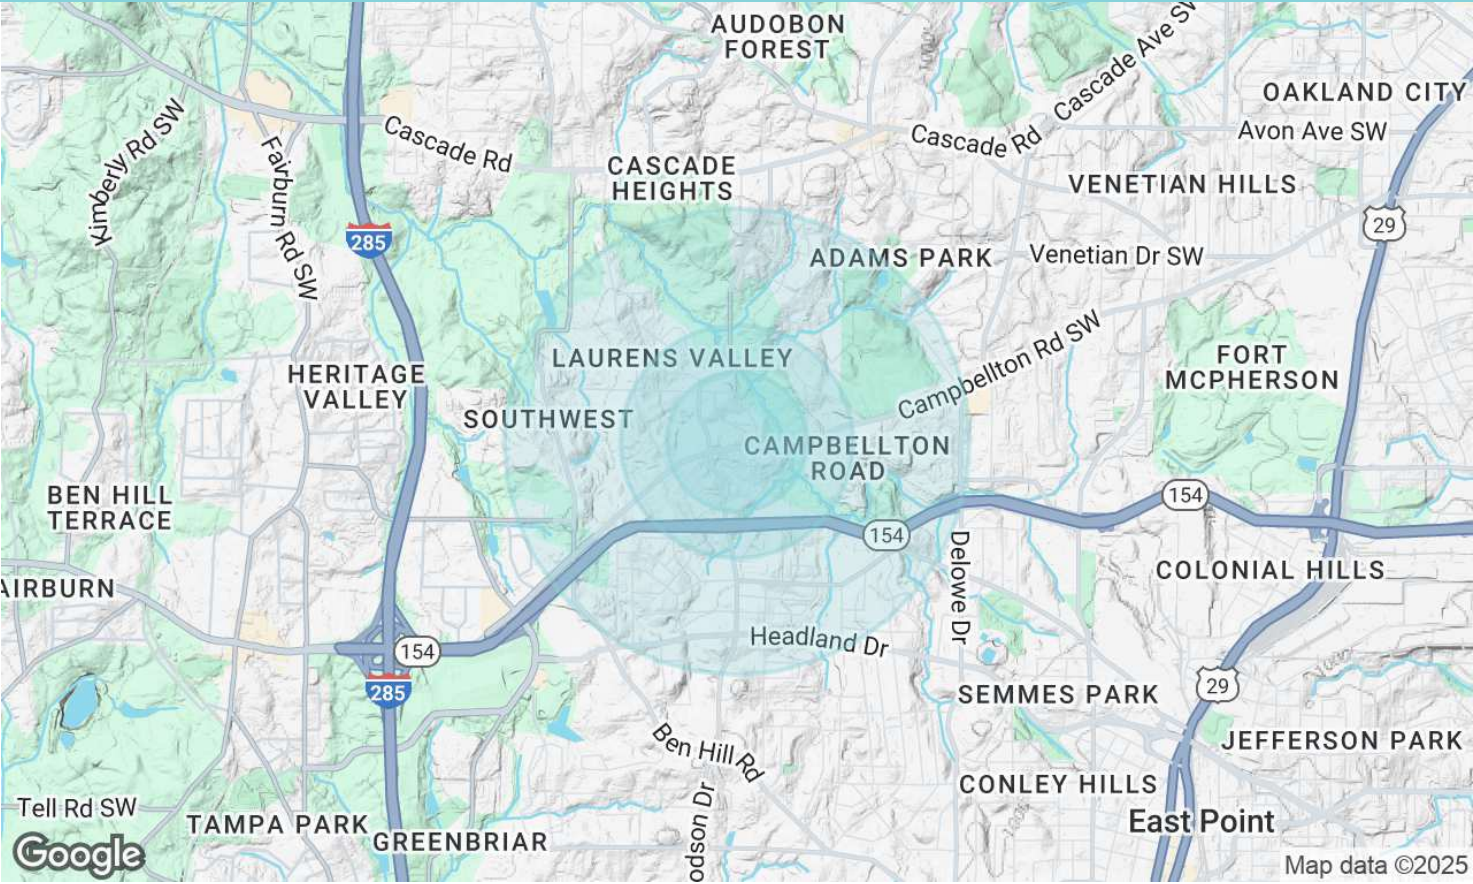 AUDOBON
FOREST
OAKLAND CITY
Cascade Ave SW
Avon Ave SW
Kimberly Rd SW
Cascade Rd
Cascade Rd
Fairburn Rd SW
CASCADE
HEIGHTS
VENETIAN HILLS
29
285
ADAMS PARK
Venetian Dr SW
LAURENS VALLEY
Campbellton Rd SW
FORT
MCPHERSON
HERITAGE
VALLEY
SOUTHWEST
CAMPBELLTON
ROAD
BEN HILL
TERRACE
154
154
Delowe Dr
COLONIAL HILLS
AIRBURN
Headland Dr
154
285
29
SEMMES PARK
Ben Hill Rd
JEFFERSON PARK
CONLEY HILLS
odson Dr
Tell Rd SW
East Point
TAMPA PARK
GREENBRIAR
Google
Map data ©2025